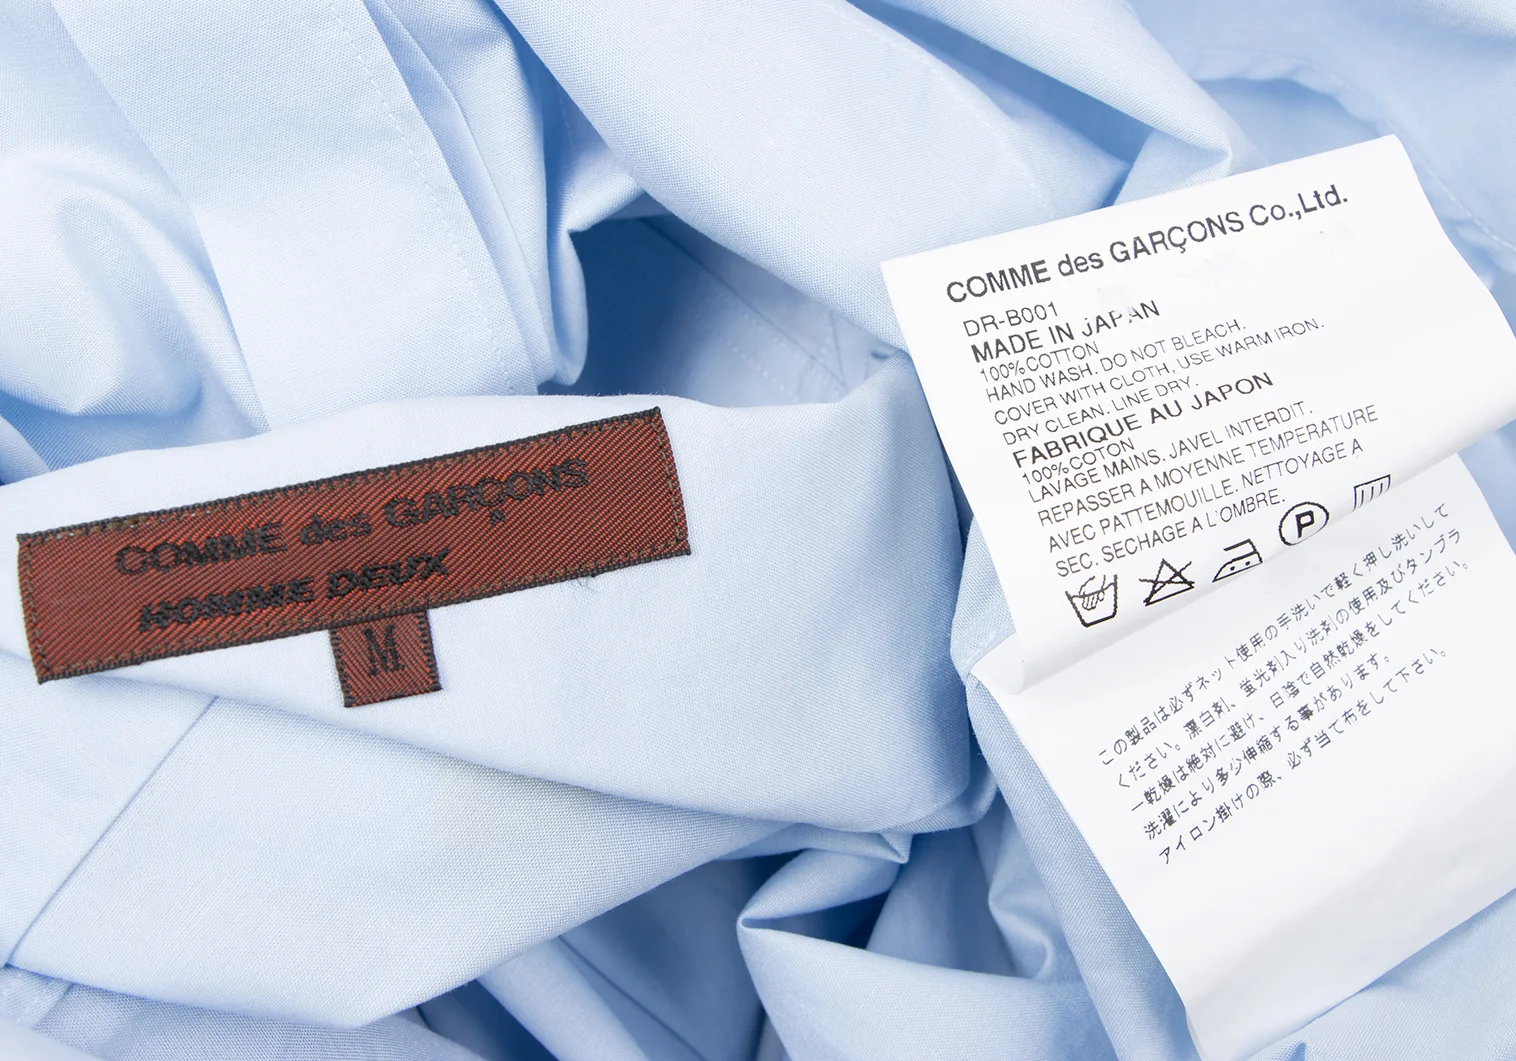 COMME des GARÇONS
HOMME DEUX
M
COMME des GARÇONS Co.,Ltd.
DR-B001
MADE IN JAPAN
100%COTTON
HAND WASH. DO NOT BLEACH.
COVER WITH CLOTH, USE WARM IRON.
DRY CLEAN. LINE DRY.
FABRIQUE AU JAPON
100%COTON
LAVAGE MAINS. JAVEL INTERDIT.
REPASSER A MOYENNE TEMPERATURE
AVEC PATTEMOUILLE. NETTOYAGE A
SEC. SECHAGE A L'OMBRE.
P
この製品は必ずネット使用の手洗いで軽く押し洗いして
ください。漂白剤、蛍光剤入り洗剤の使用及びタンブラ
ー乾燥は絶対に避け、日陰で自然乾燥をしてください。
洗濯により多少伸縮する事があります。
アイロン掛けの際、必ず当て布をして下さい。